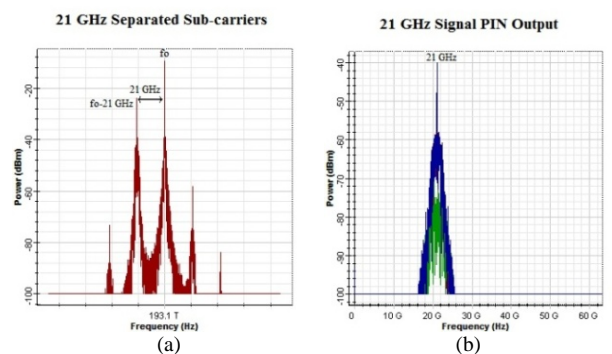 21 GHz Separated Sub-carriers
fo
21 GHz
fo-21 GHz
Power (dBm)
-20
-40
-60
-80
-100
193.1 T
Frequency (Hz)
(a)
21 GHz Signal PIN Output
21 GHz
Power (dBm)
-40
-50
-60
-70
-80
-90
-100
0 10 G 20 G 30 G 40 G 50 G 60 G
Frequency (Hz)
(b)